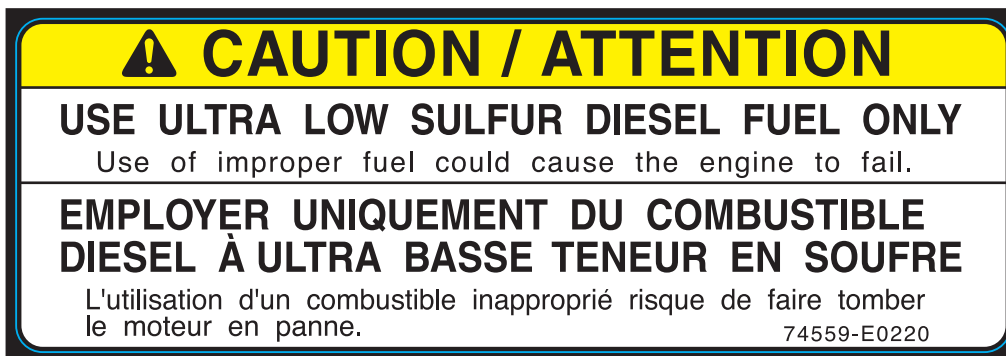 CAUTION / ATTENTION
USE ULTRA LOW SULFUR DIESEL FUEL ONLY
Use of improper fuel could cause the engine to fail.
EMPLOYER UNIQUEMENT DU COMBUSTIBLE
DIESEL À ULTRA BASSE TENEUR EN SOUFRE
L'utilisation d'un combustible inapproprié risque de faire tomber
le moteur en panne.
74559-E0220